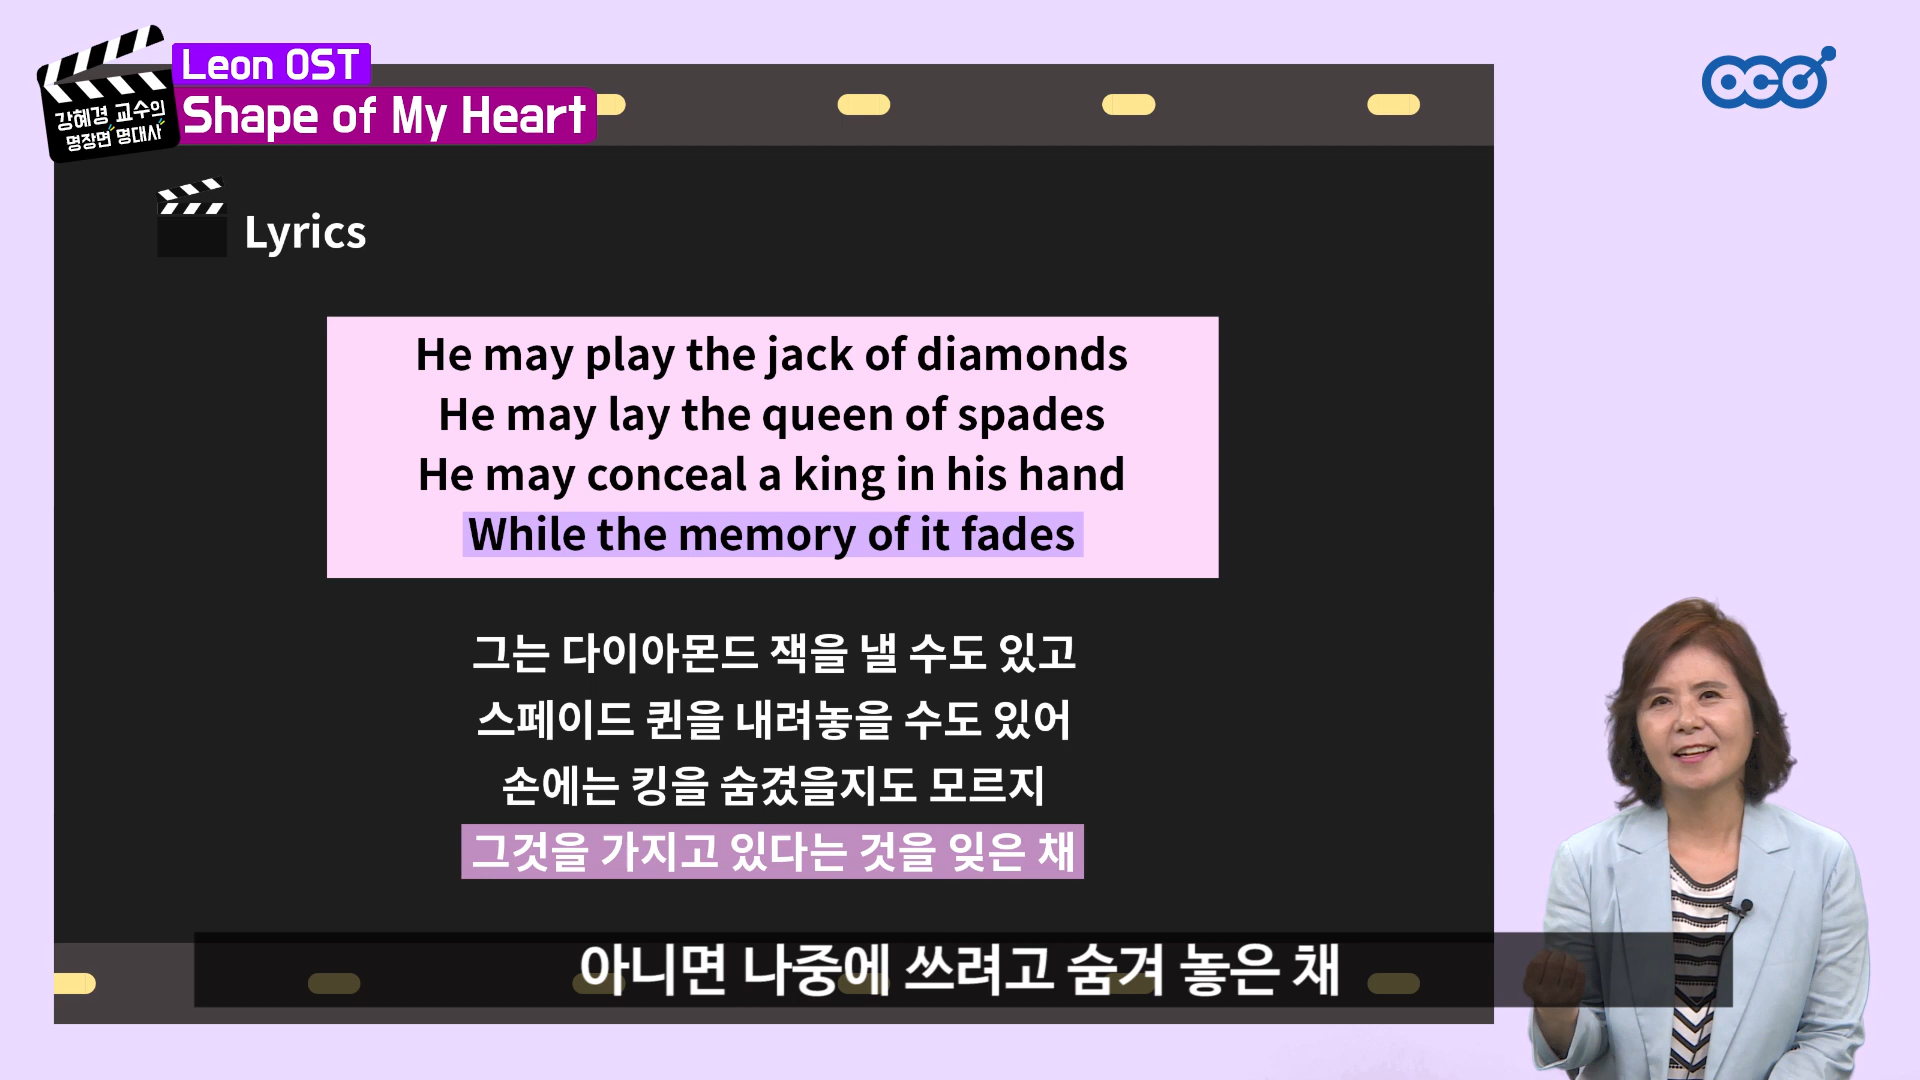 Leon OST
Shape of My Heart
강혜경 교수의
명장면 명대사
oco
Lyrics
He may play the jack of diamonds
He may lay the queen of spades
He may conceal a king in his hand
While the memory of it fades
그는 다이아몬드 잭을 낼 수도 있고
스페이드 퀸을 내려놓을 수도 있어
손에는 킹을 숨겼을지도 모르지
그것을 가지고 있다는 것을 잊은 채
아니면 나중에 쓰려고 숨겨 놓은 채